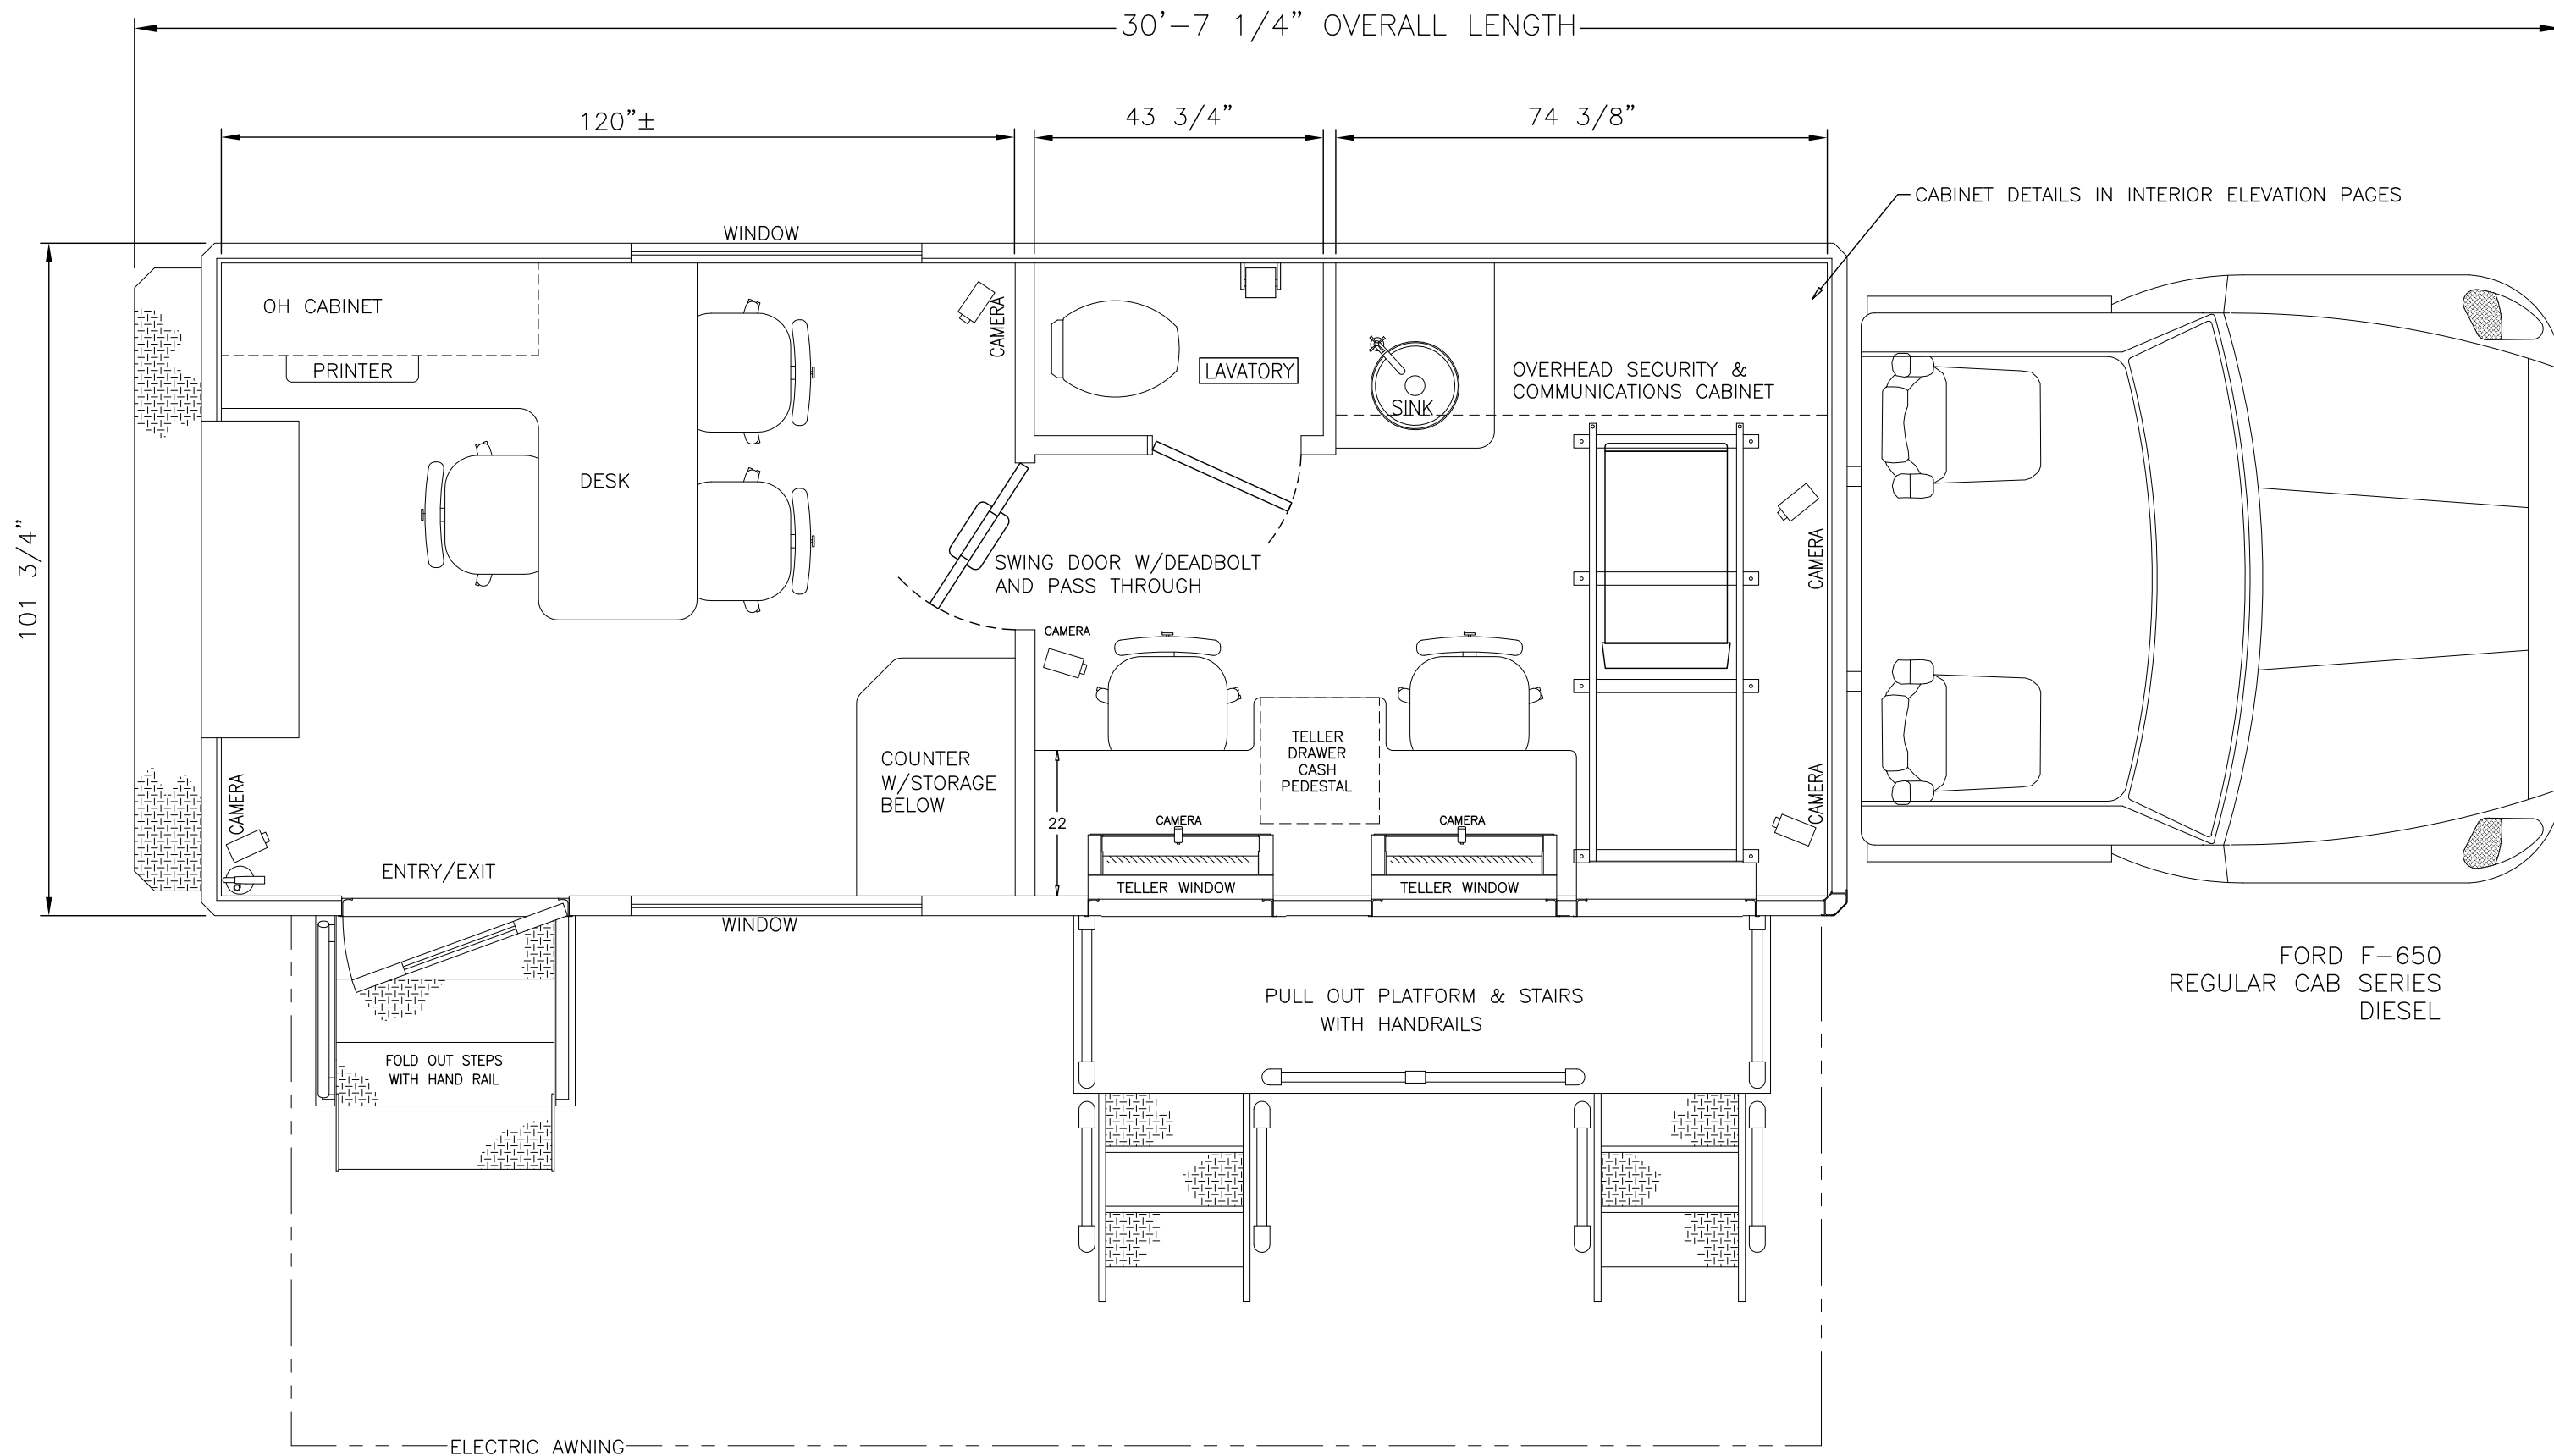 30'-7 1/4" OVERALL LENGTH
120"±
43 3/4"
74 3/8"
CABINET DETAILS IN INTERIOR ELEVATION PAGES
WINDOW
OH CABINET
PRINTER
CAMERA
LAVATORY
SINK
OVERHEAD SECURITY &
COMMUNICATIONS CABINET
DESK
101 3/4"
SWING DOOR W/DEADBOLT
AND PASS THROUGH
CAMERA
CAMERA
COUNTER
W/STORAGE
BELOW
TELLER
DRAWER
CASH
PEDESTAL
CAMERA
CAMERA
22
CAMERA
CAMERA
ENTRY/EXIT
TELLER WINDOW
TELLER WINDOW
WINDOW
FORD F-650
REGULAR CAB SERIES
DIESEL
PULL OUT PLATFORM & STAIRS
WITH HANDRAILS
FOLD OUT STEPS
WITH HAND RAIL
ELECTRIC AWNING